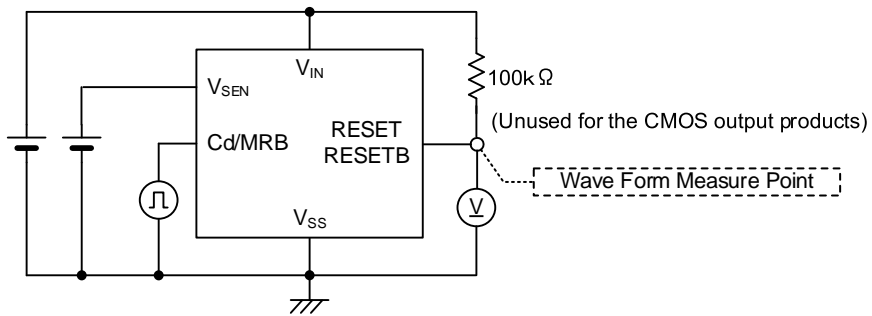 V_IN
V_SEN
100kΩ
(Unused for the CMOS output products)
Cd/MRB
RESET
RESETB
Wave Form Measure Point
V
V_SS